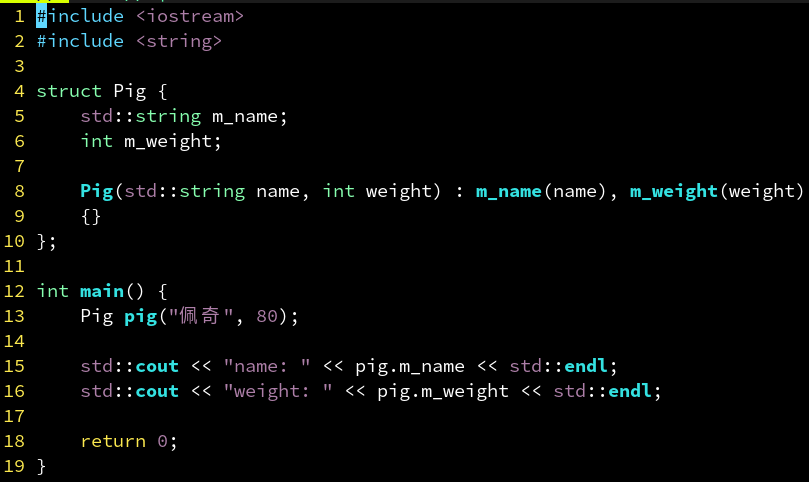 1 #include <iostream>
2 #include <string>
3
4 struct Pig {
5     std::string m_name;
6     int m_weight;
7
8     Pig(std::string name, int weight) : m_name(name), m_weight(weight)
9     {}
10 };
11
12 int main() {
13     Pig pig("佩奇", 80);
14
15     std::cout << "name: " << pig.m_name << std::endl;
16     std::cout << "weight: " << pig.m_weight << std::endl;
17
18     return 0;
19 }